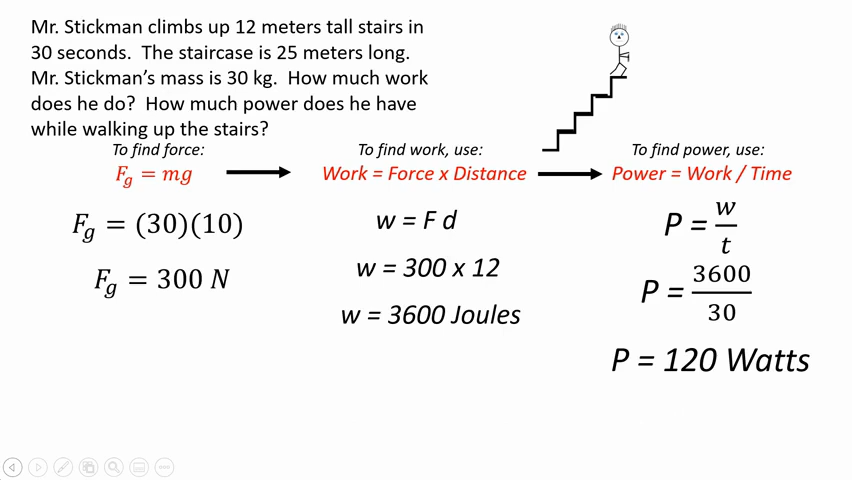 Mr. Stickman climbs up 12 meters tall stairs in
30 seconds.  The staircase is 25 meters long.
Mr. Stickman’s mass is 30 kg.  How much work
does he do?  How much power does he have
while walking up the stairs?
To find force:
F_g = mg
F_g = (30)(10)
F_g = 300 N
To find work, use:
Work = Force x Distance
w = F d
w = 300 x 12
w = 3600 Joules
To find power, use:
Power = Work / Time
P = w/t
P = 3600/30
P = 120 Watts